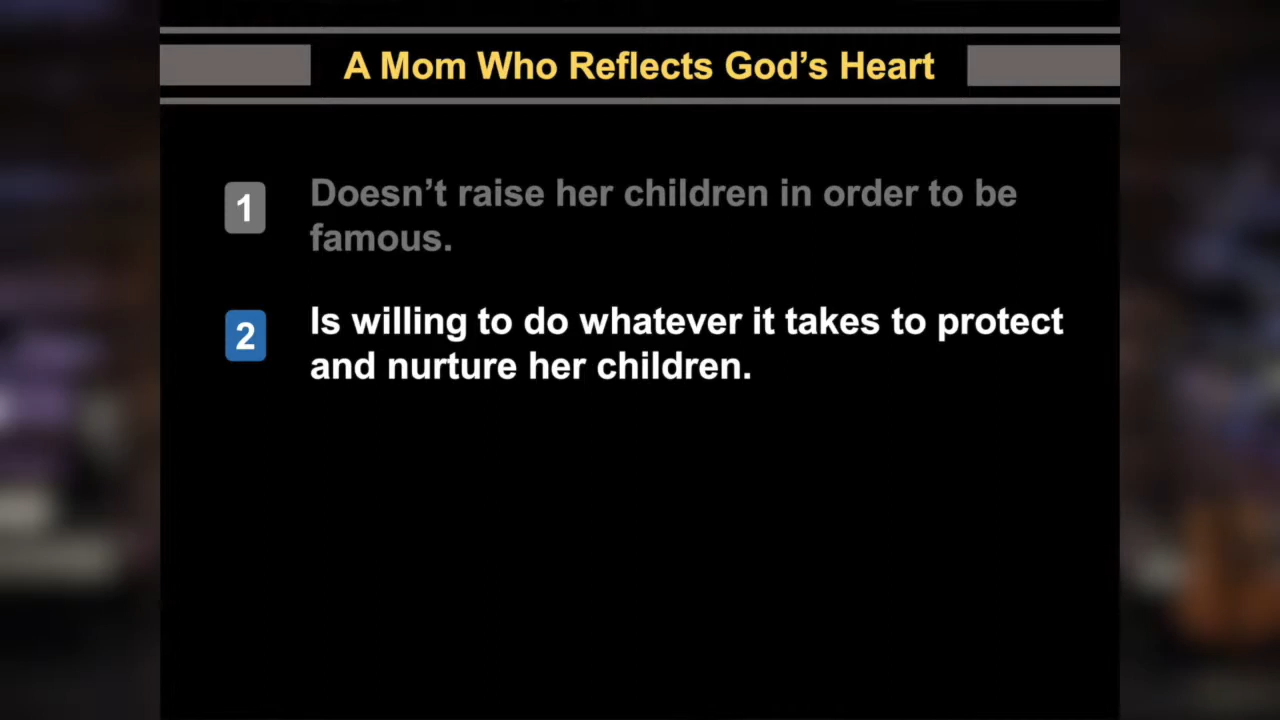 A Mom Who Reflects God’s Heart
1
Doesn’t raise her children in order to be
famous.
2
Is willing to do whatever it takes to protect
and nurture her children.